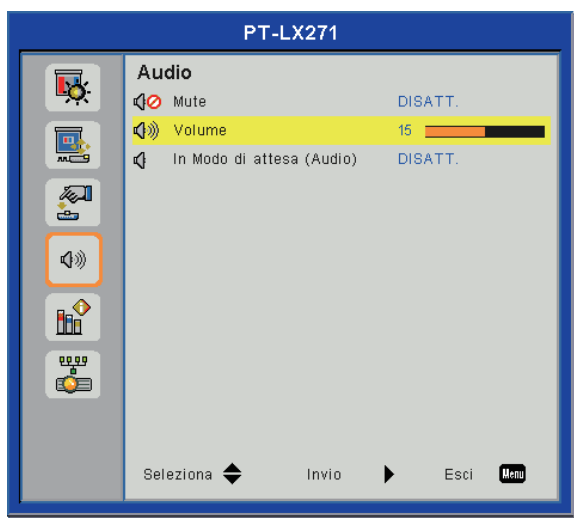 PT-LX271
Audio
Mute DISATT.
Volume 15
In Modo di attesa (Audio) DISATT.
Seleziona Invio Esci Menu